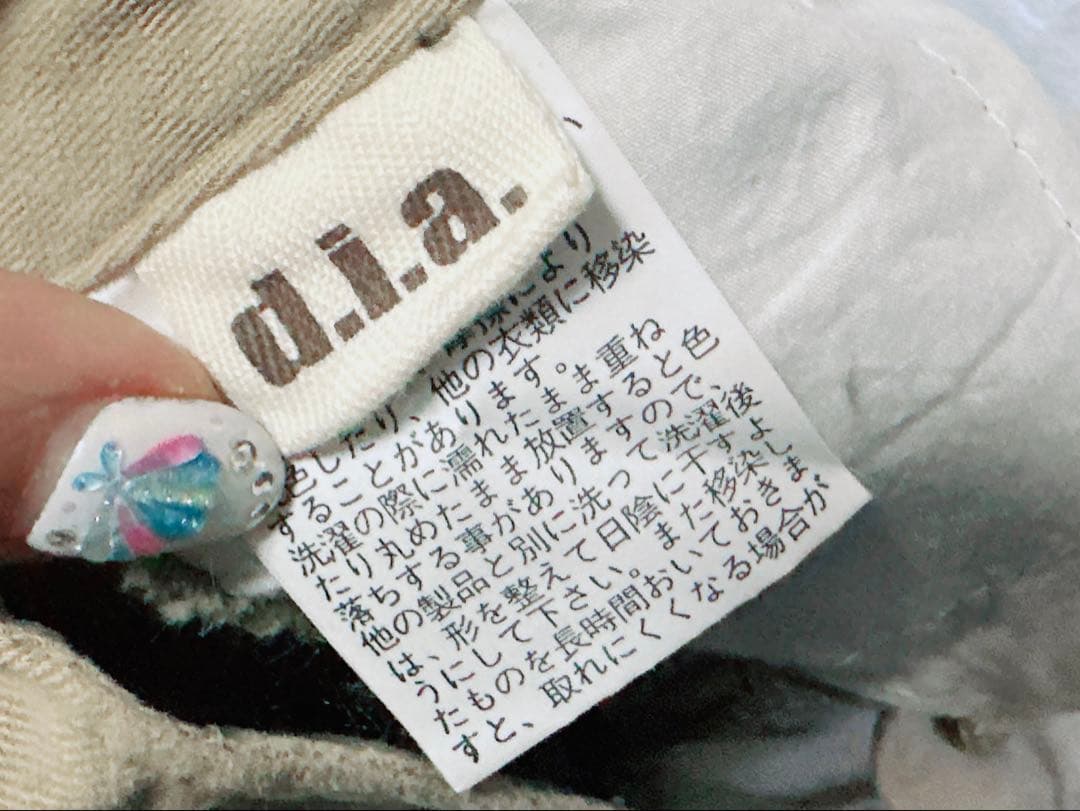 d.i.a.
、
摩擦により
色したり、他の衣類に移染
することがあります。
洗濯の際に濡れたまま重ね
たり丸めたまま放置すると色
落ちする事がありますので、
他の製品と別に洗って洗濯後
は、形を整えて日陰に干すよ
うにして下さい。また移染し
たものを長時間おいておきま
すと、取れにくくなる場合が